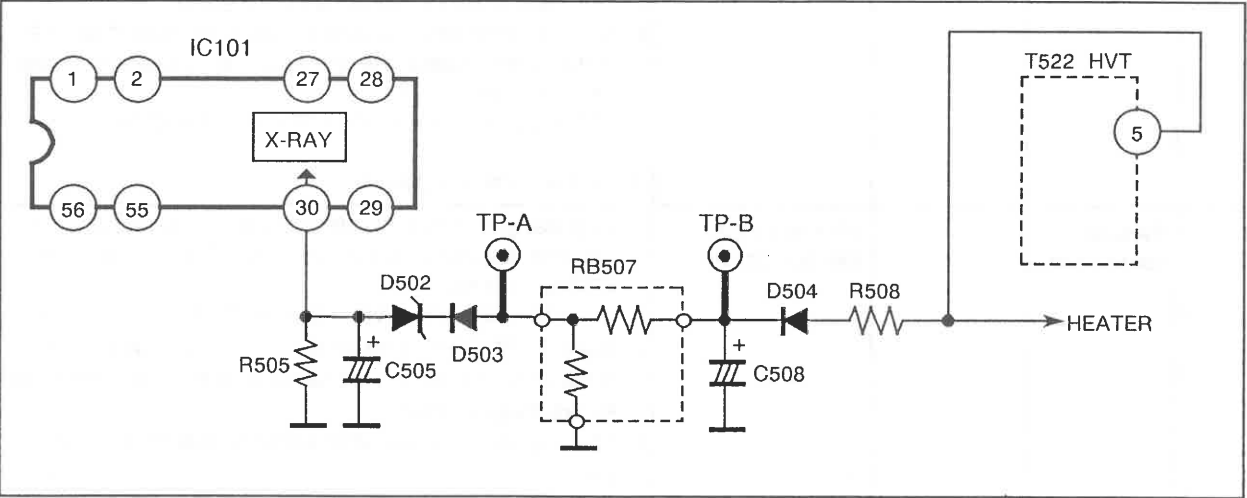 IC101
T522 HVT
1
2
27
28
X-RAY
5
56
55
30
29
TP-A
TP-B
RB507
D502
D504
R508
HEATER
D503
+
+
R505
C505
C508